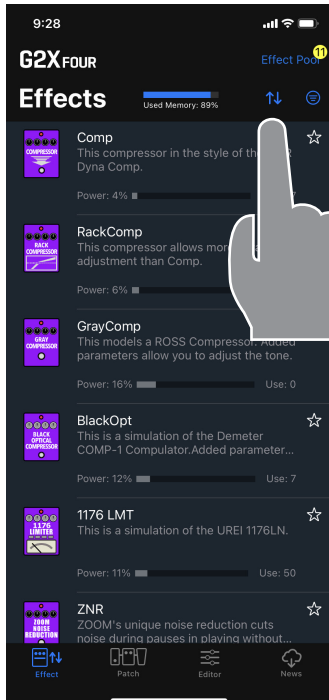 9:28
G2X FOUR
Effect Pool
11
Effects
Used Memory: 89%
COMPRESSOR
Comp
This compressor in the style of the
R
Dyna Comp.
Power: 4%
7
RACK
COMPRESSOR
RackComp
This compressor allows more
adjustment than Comp.
Power: 6%
GRAY
COMPRESSOR
GrayComp
This models a ROSS Compressor. Added
parameters allow you to adjust the tone.
Power: 16%
Use: 0
BLACK
OPTICAL
COMPRESSOR
BlackOpt
This is a simulation of the Demeter
COMP-1 Compulator.Added parameter...
Power: 12%
Use: 7
1176
LIMITER
1176 LMT
This is a simulation of the UREI 1176LN.
Power: 11%
Use: 50
ZOOM
NOISE
REDUCTION
ZNR
ZOOM's unique noise reduction cuts
noise during pauses in playing without...
Effect
Patch
Editor
News